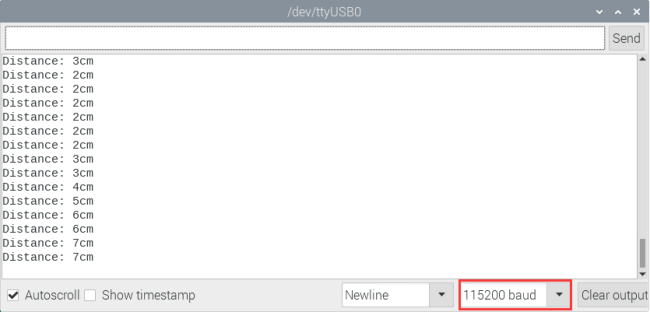 /dev/ttyUSB0
Send
Distance: 3cm
Distance: 2cm
Distance: 2cm
Distance: 2cm
Distance: 2cm
Distance: 2cm
Distance: 2cm
Distance: 3cm
Distance: 3cm
Distance: 4cm
Distance: 5cm
Distance: 6cm
Distance: 6cm
Distance: 7cm
Distance: 7cm
Autoscroll Show timestamp Newline 115200 baud Clear output